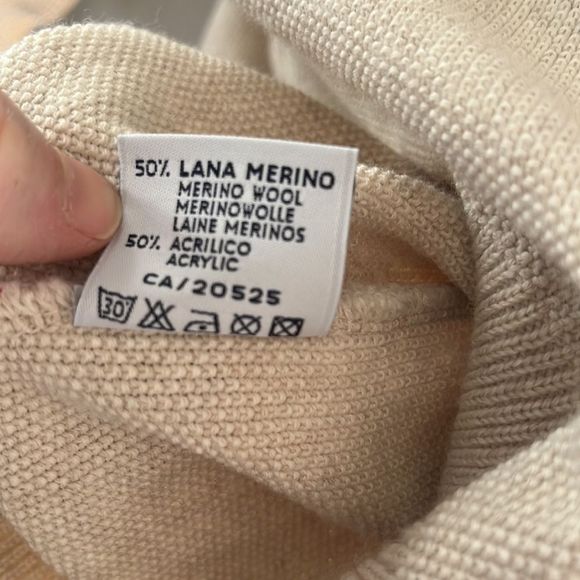 50% LANA MERINO
MERINO WOOL
MERINOWOLLE
LAINE MERINOS
50% ACRILICO
ACRYLIC
CA/20525
30°